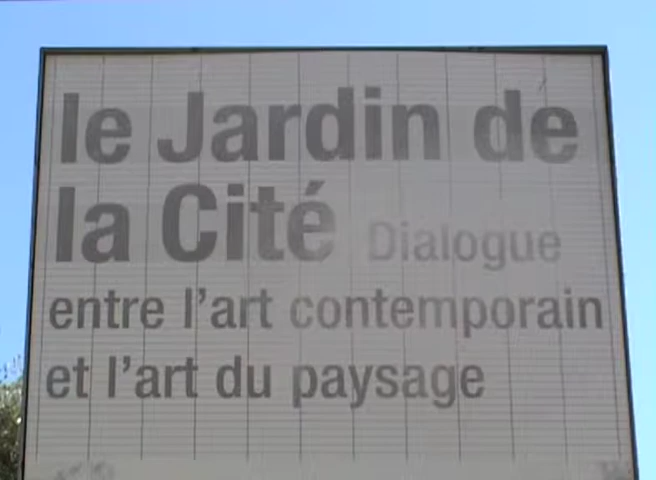 le Jardin de
la Cité Dialogue
entre l'art contemporain
et l'art du paysage